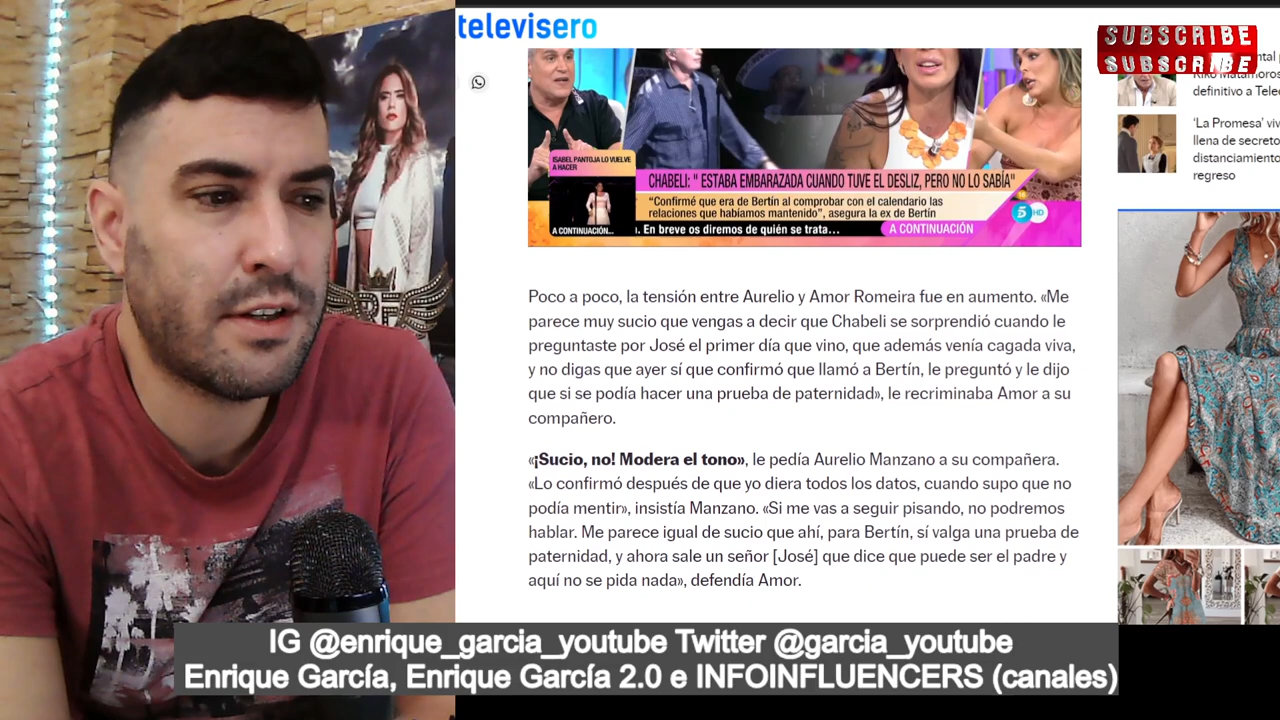 televisero
SUBSCRIBE
SUBSCRIBE
ISABEL PANTOJA LO VUELVE
A HACER
CHABELI: " ESTABA EMBARAZADA CUANDO TUVE EL DESLIZ, PERO NO LO SABÍA"
"Confirmé que era de Bertín al comprobar con el calendario las
relaciones que habíamos mantenido", asegura la ex de Bertín
5 HD
A CONTINUACIÓN...
. En breve os diremos de quién se trata...
A CONTINUACIÓN
Matamoros
definitivo a Telec
'La Promesa' viv
llena de secreto
distanciamiento
regreso
Poco a poco, la tensión entre Aurelio y Amor Romeira fue en aumento. «Me
parece muy sucio que vengas a decir que Chabeli se sorprendió cuando le
preguntaste por José el primer día que vino, que además venía cagada viva,
y no digas que ayer sí que confirmó que llamó a Bertín, le preguntó y le dijo
que si se podía hacer una prueba de paternidad», le recriminaba Amor a su
compañero.
«¡Sucio, no! Modera el tono», le pedía Aurelio Manzano a su compañera.
«Lo confirmó después de que yo diera todos los datos, cuando supo que no
podía mentir», insistía Manzano. «Si me vas a seguir pisando, no podremos
hablar. Me parece igual de sucio que ahí, para Bertín, sí valga una prueba de
paternidad, y ahora sale un señor [José] que dice que puede ser el padre y
aquí no se pida nada», defendía Amor.
IG @enrique_garcia_youtube Twitter @garcia_youtube
Enrique García, Enrique García 2.0 e INFOINFLUENCERS (canales)